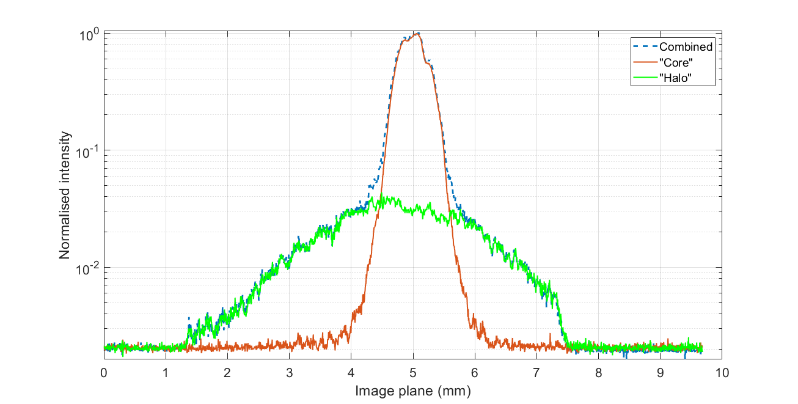 10^0
10^-1
10^-2
Normalised intensity
Combined
"Core"
"Halo"
0 1 2 3 4 5 6 7 8 9 10
Image plane (mm)